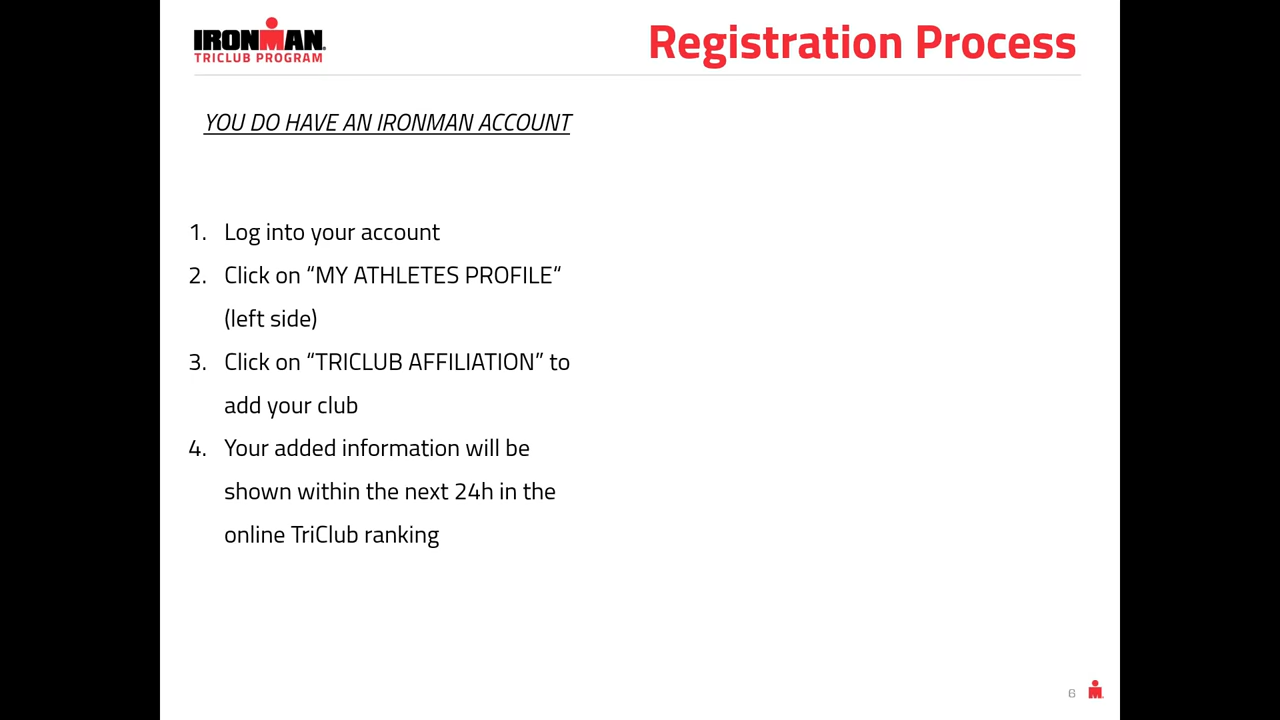 IRONMAN®
TRICLUB PROGRAM
Registration Process
YOU DO HAVE AN IRONMAN ACCOUNT
1. Log into your account
2. Click on “MY ATHLETES PROFILE“
(left side)
3. Click on “TRICLUB AFFILIATION” to
add your club
4. Your added information will be
shown within the next 24h in the
online TriClub ranking
6